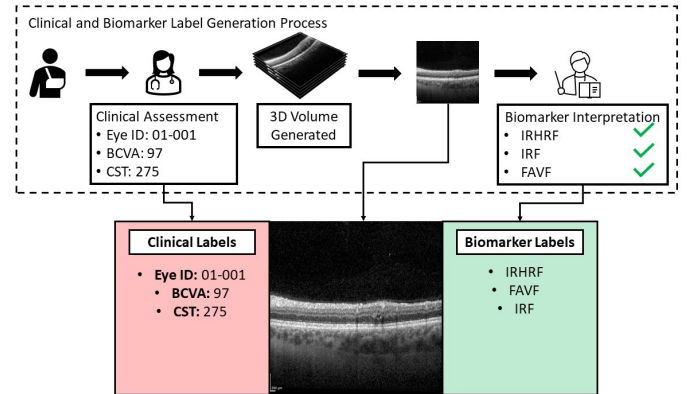 Clinical and Biomarker Label Generation Process
Clinical Assessment
• Eye ID: 01-001
• BCVA: 97
• CST: 275
3D Volume
Generated
Biomarker Interpretation
• IRHRF
• IRF
• FAVF
Clinical Labels
• Eye ID: 01-001
• BCVA: 97
• CST: 275
Biomarker Labels
• IRHRF
• FAVF
• IRF